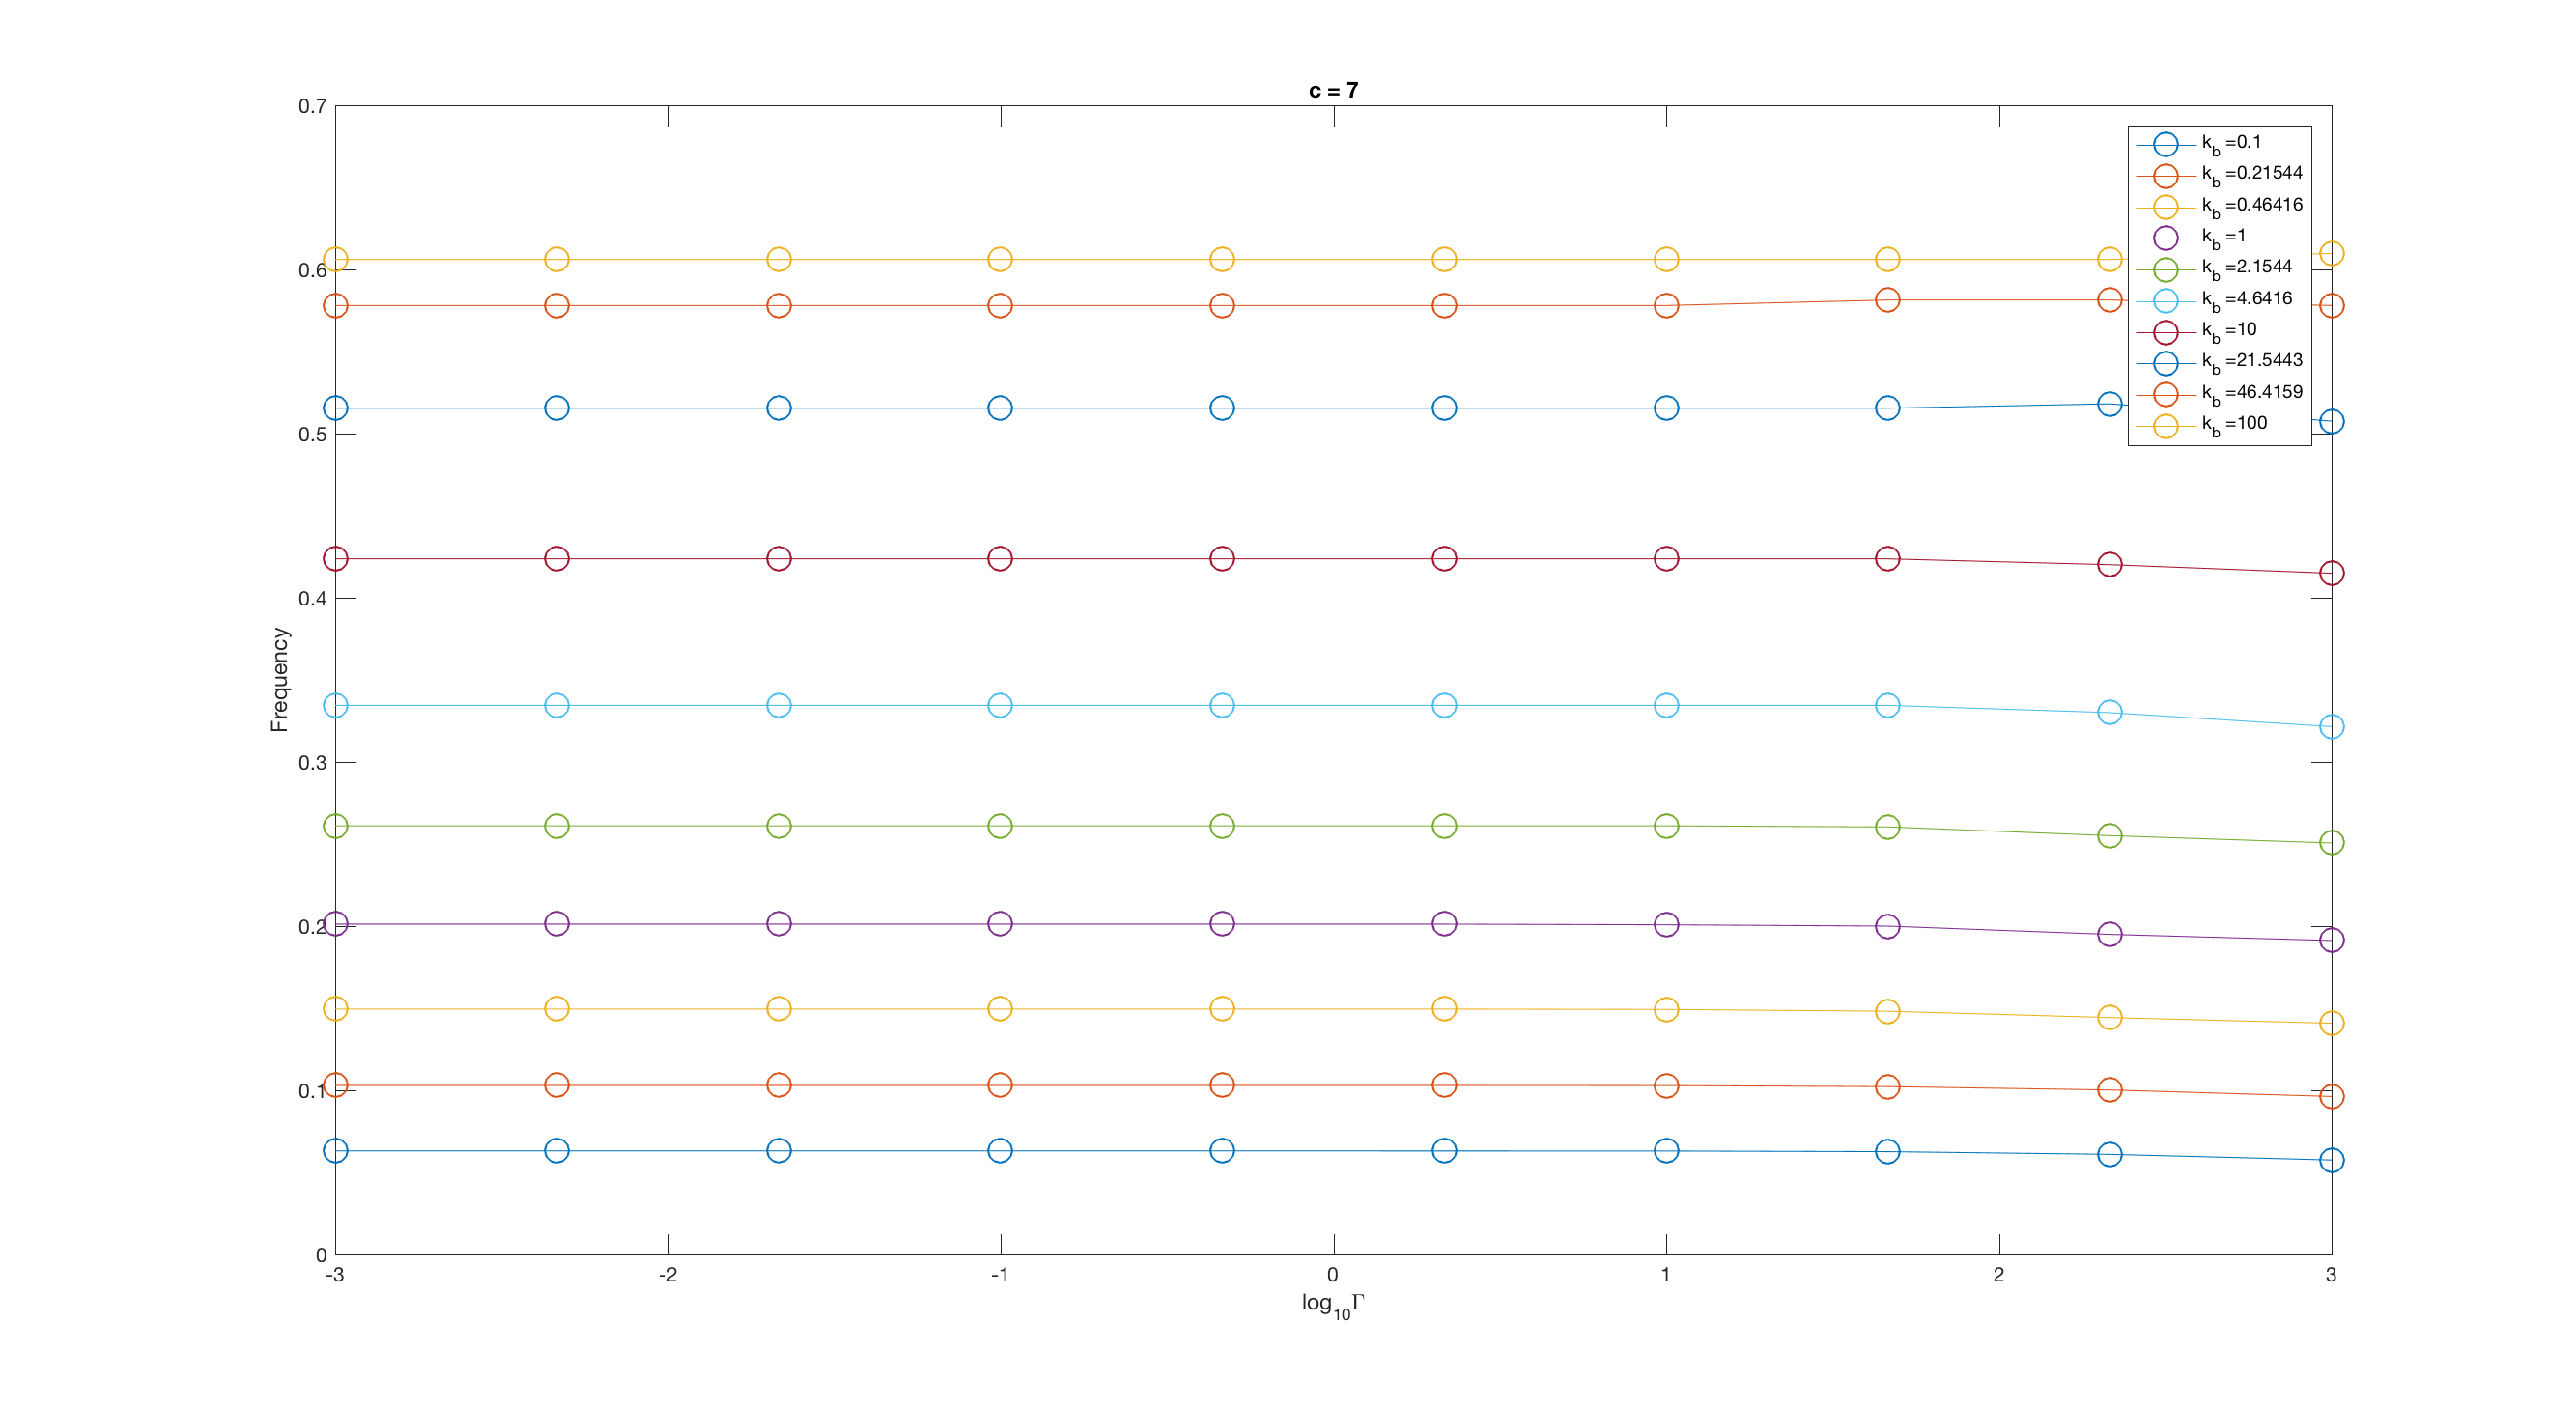 c = 7
0.7
0.6
0.5
0.4
0.3
0.2
0.1
0
Frequency
-3
-2
-1
0
1
2
3
log10Γ
kb =0.1
kb =0.21544
kb =0.46416
kb =1
kb =2.1544
kb =4.6416
kb =10
kb =21.5443
kb =46.4159
kb =100